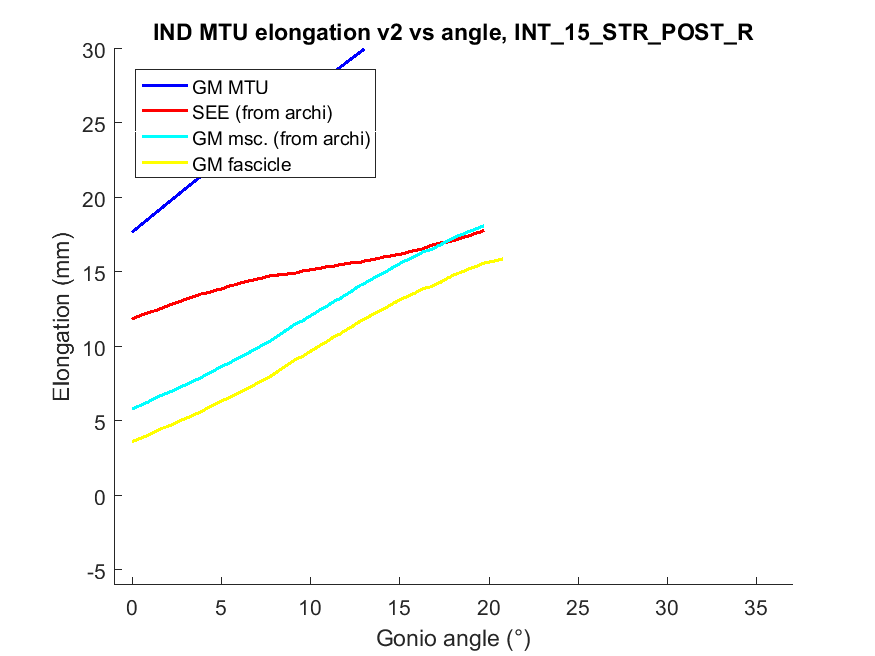 IND MTU elongation v2 vs angle, INT_15_STR_POST_R
30
25
20
15
10
5
0
-5
Elongation (mm)
GM MTU
SEE (from archi)
GM msc. (from archi)
GM fascicle
0 5 10 15 20 25 30 35
Gonio angle (°)